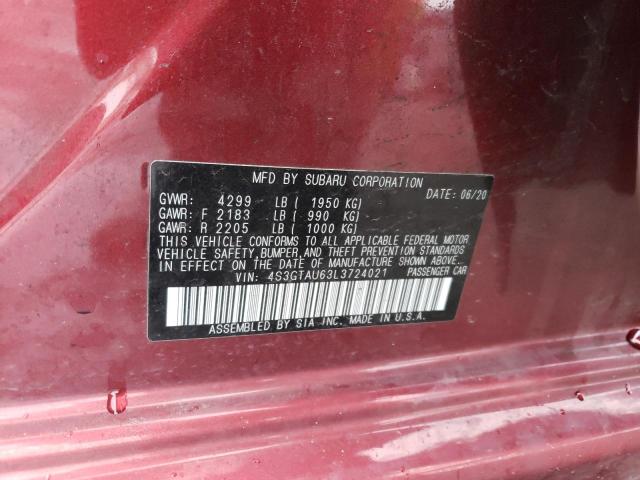 MFD BY SUBARU CORPORATION
DATE: 06/20
GVWR: 4299 LB ( 1950 KG)
GAWR: F 2183 LB ( 990 KG)
GAWR: R 2205 LB ( 1000 KG)
THIS VEHICLE CONFORMS TO ALL APPLICABLE FEDERAL MOTOR
VEHICLE SAFETY, BUMPER, AND THEFT PREVENTION STANDARDS
IN EFFECT ON THE DATE OF MANUFACTURE SHOWN ABOVE.
VIN: 4S3GTAU63L3724021 PASSENGER CAR
ASSEMBLED BY SIA INC. MADE IN U.S.A.